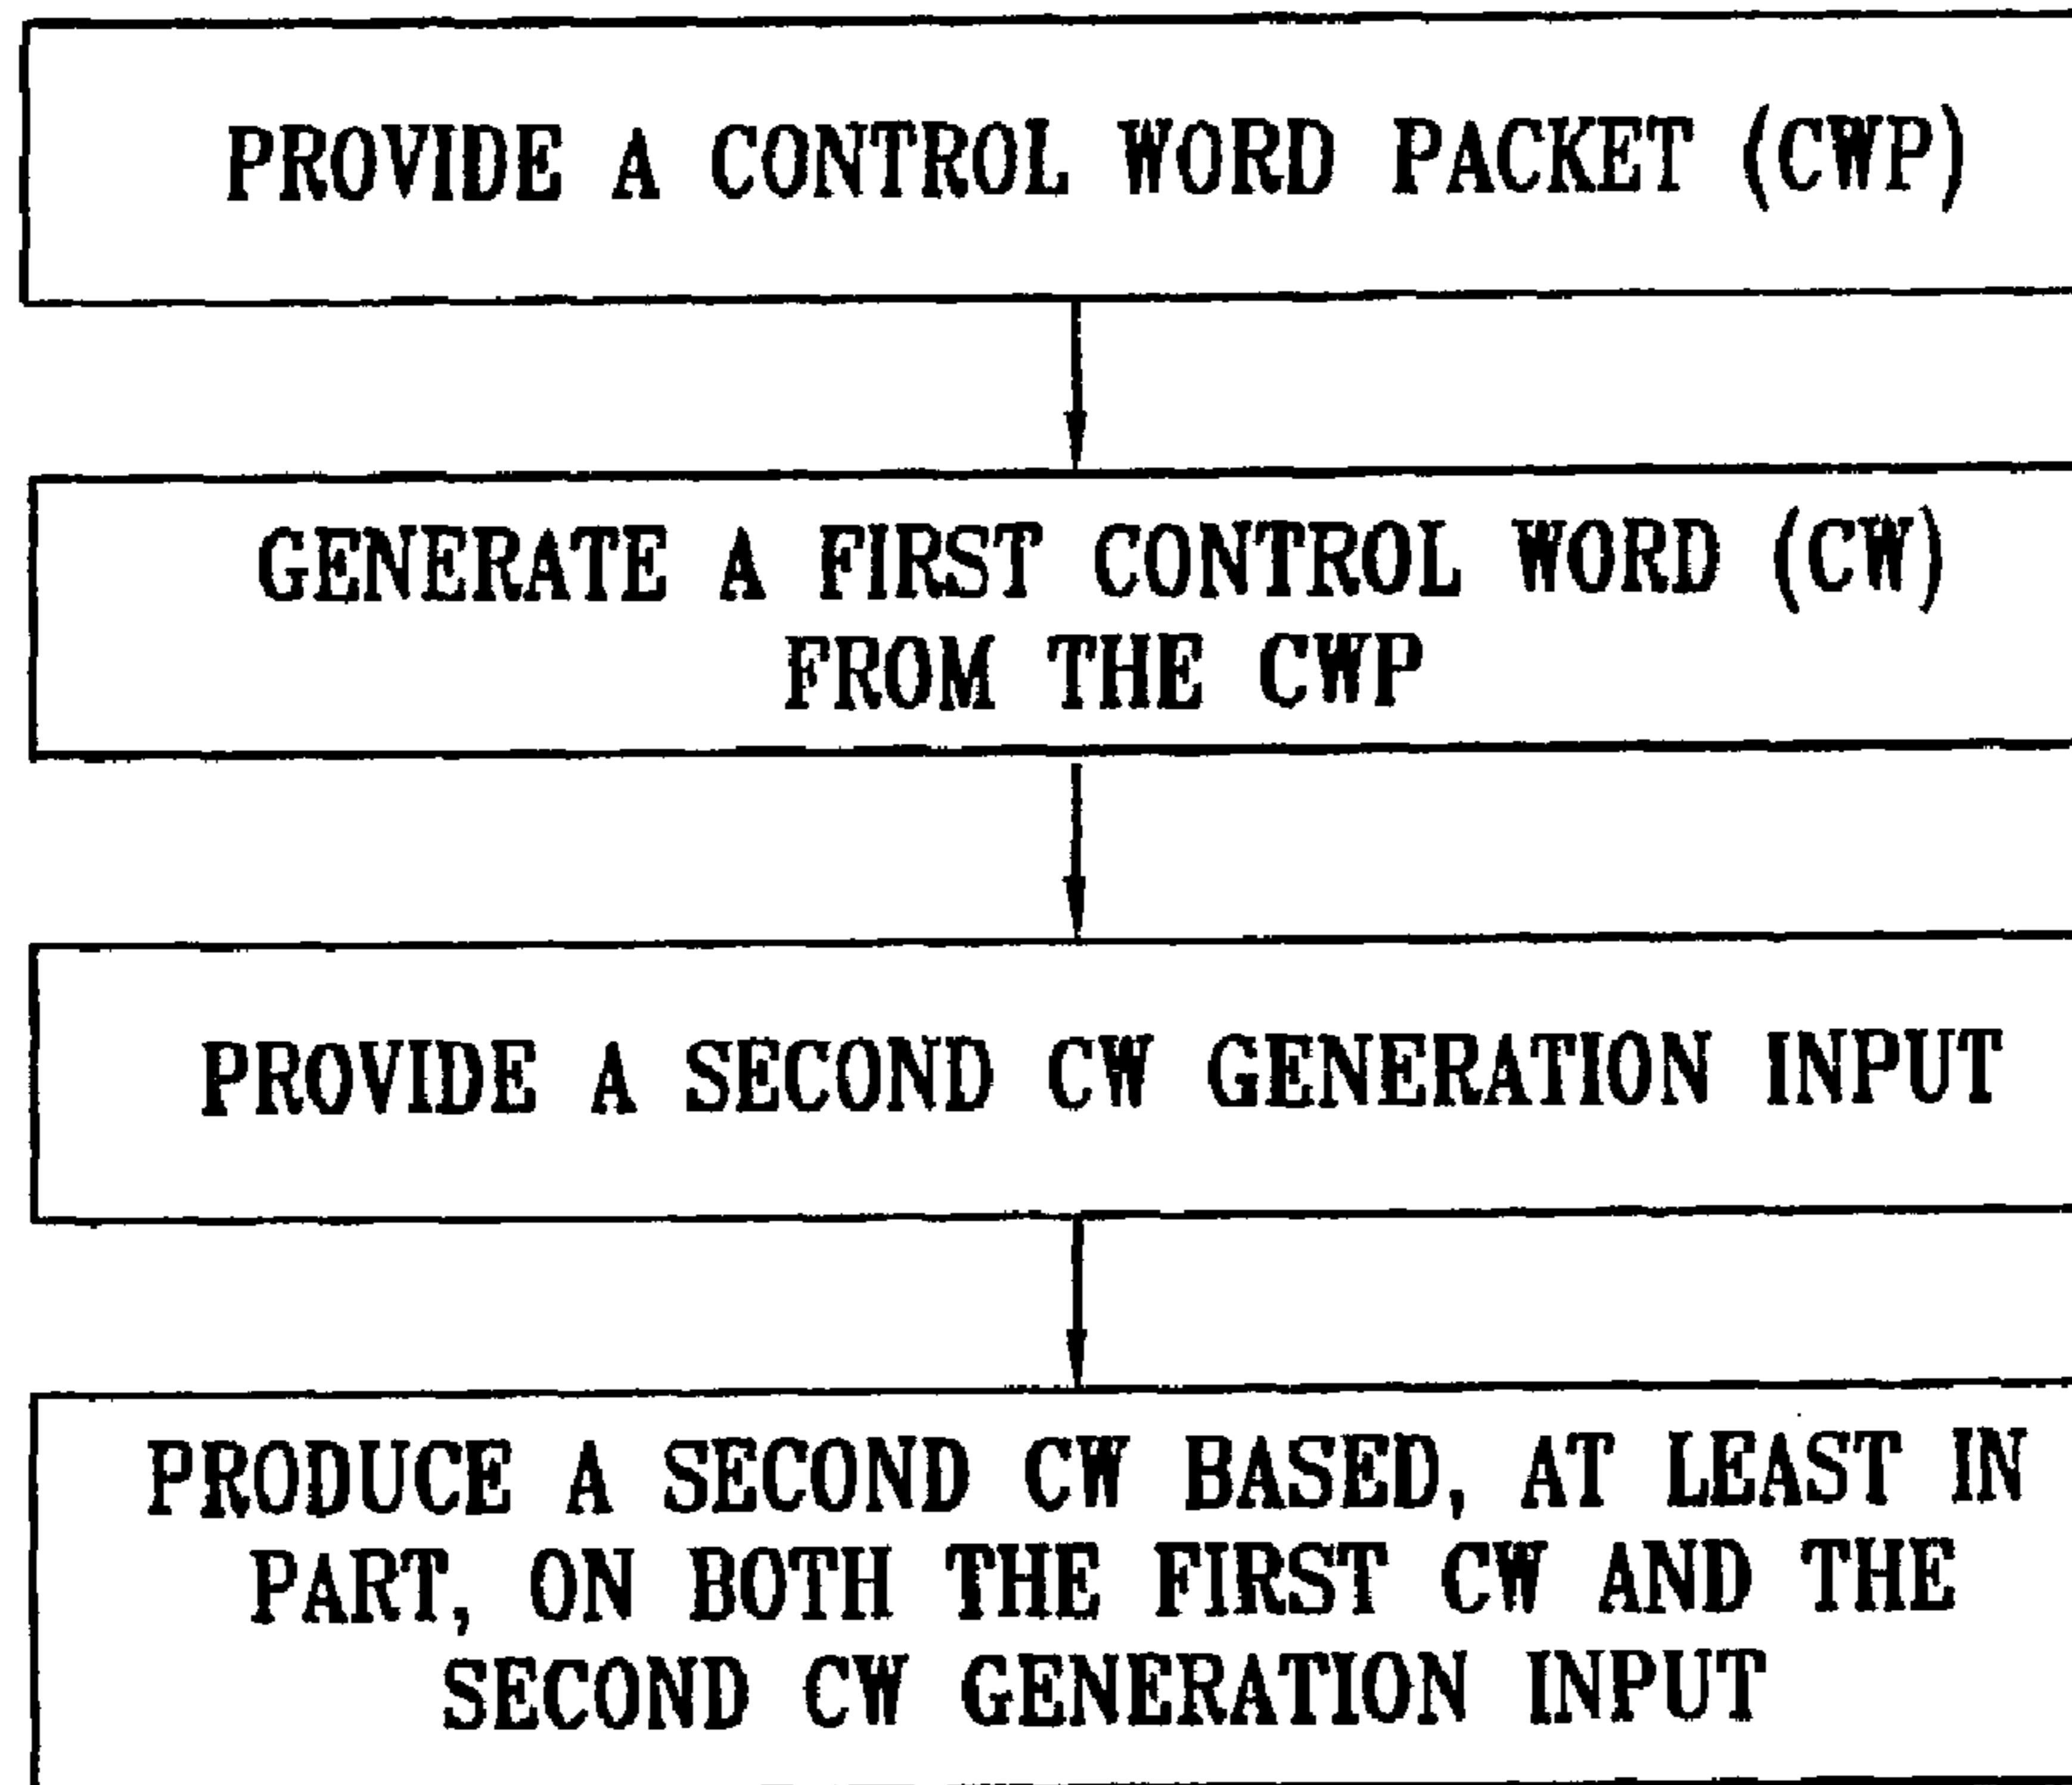 PROVIDE A CONTROL WORD PACKET (CWP)
GENERATE A FIRST CONTROL WORD (CW)
FROM THE CWP
PROVIDE A SECOND CW GENERATION INPUT
PRODUCE A SECOND CW BASED, AT LEAST IN
PART, ON BOTH THE FIRST CW AND THE
SECOND CW GENERATION INPUT